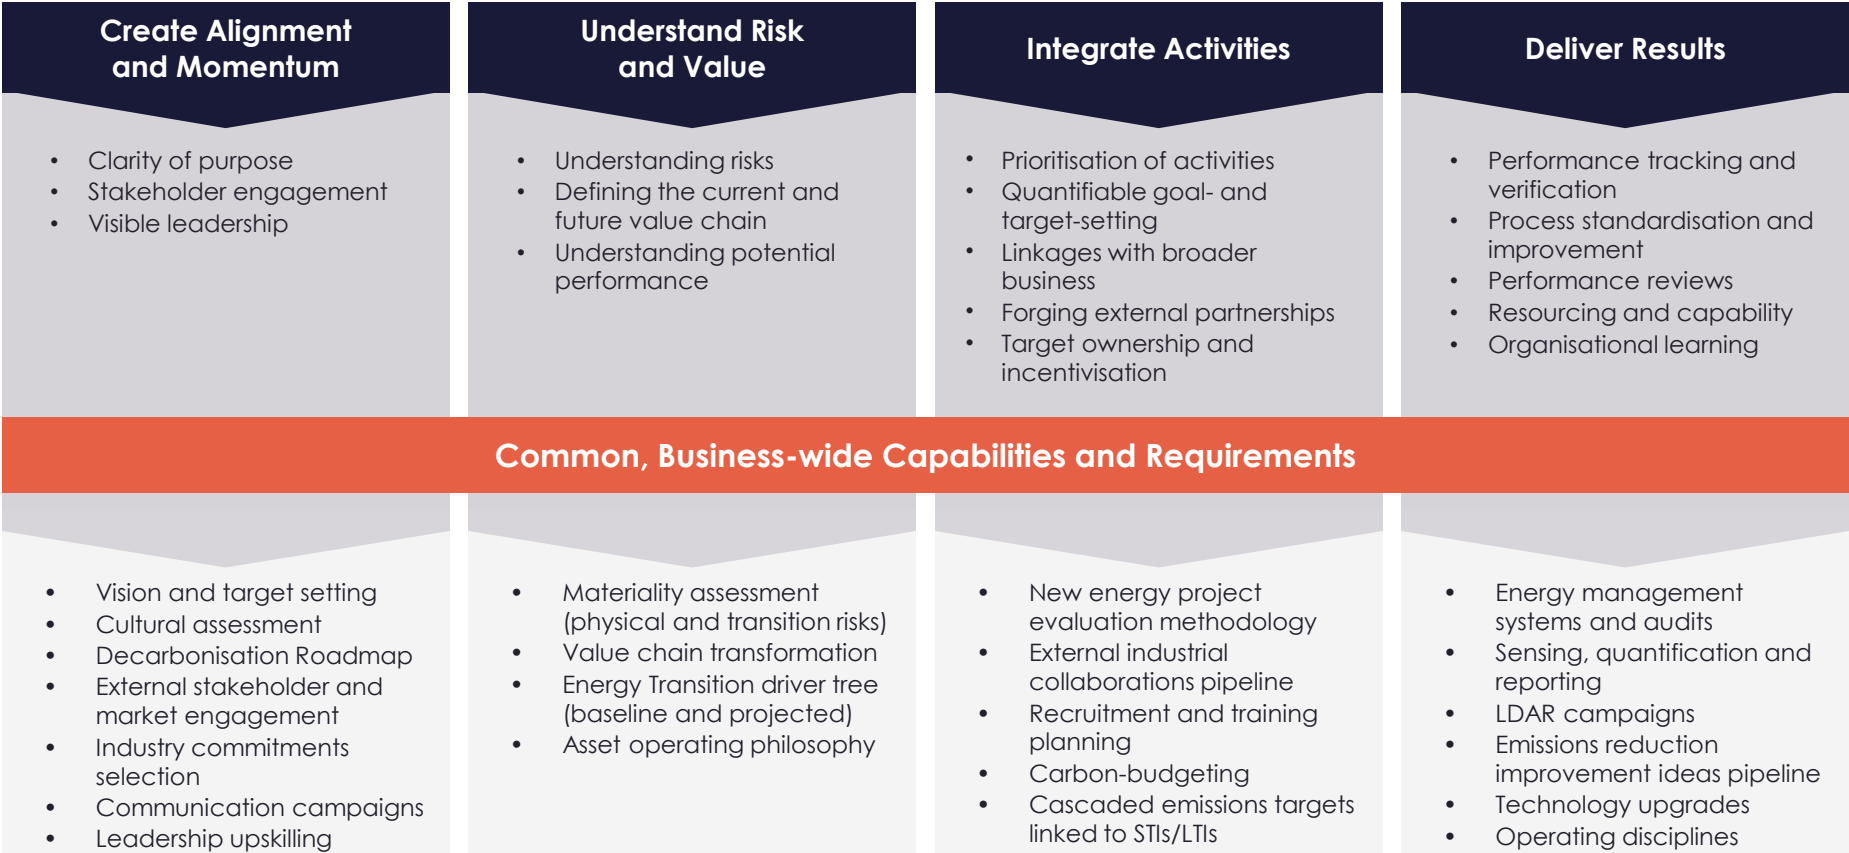 Create Alignment
and Momentum
• Clarity of purpose
• Stakeholder engagement
• Visible leadership
Understand Risk
and Value
• Understanding risks
• Defining the current and
future value chain
• Understanding potential
performance
Integrate Activities
• Prioritisation of activities
• Quantifiable goal- and
target-setting
• Linkages with broader
business
• Forging external partnerships
• Target ownership and
incentivisation
Deliver Results
• Performance tracking and
verification
• Process standardisation and
improvement
• Performance reviews
• Resourcing and capability
• Organisational learning
Common, Business-wide Capabilities and Requirements
• Vision and target setting
• Cultural assessment
• Decarbonisation Roadmap
• External stakeholder and
market engagement
• Industry commitments
selection
• Communication campaigns
• Leadership upskilling
• Materiality assessment
(physical and transition risks)
• Value chain transformation
• Energy Transition driver tree
(baseline and projected)
• Asset operating philosophy
• New energy project
evaluation methodology
• External industrial
collaborations pipeline
• Recruitment and training
planning
• Carbon-budgeting
• Cascaded emissions targets
linked to STIs/LTIs
• Energy management
systems and audits
• Sensing, quantification and
reporting
• LDAR campaigns
• Emissions reduction
improvement ideas pipeline
• Technology upgrades
• Operating disciplines